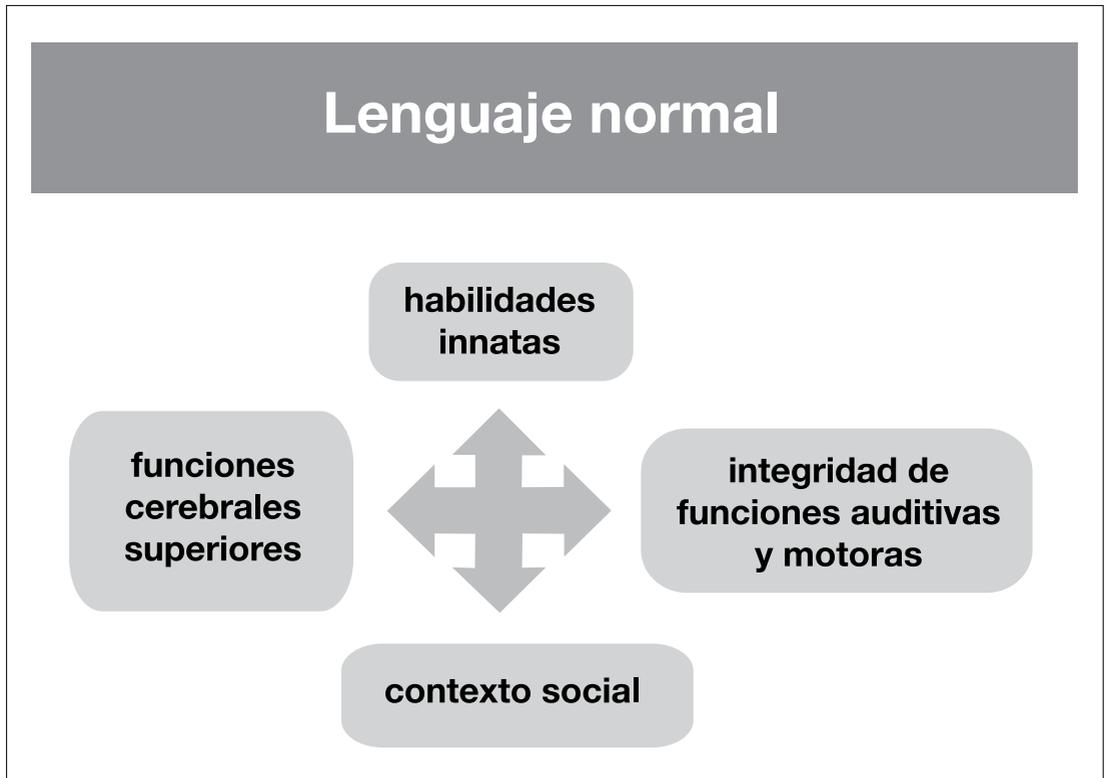 Lenguaje normal
habilidades
innatas
funciones
cerebrales
superiores
integridad de
funciones auditivas
y motoras
contexto social